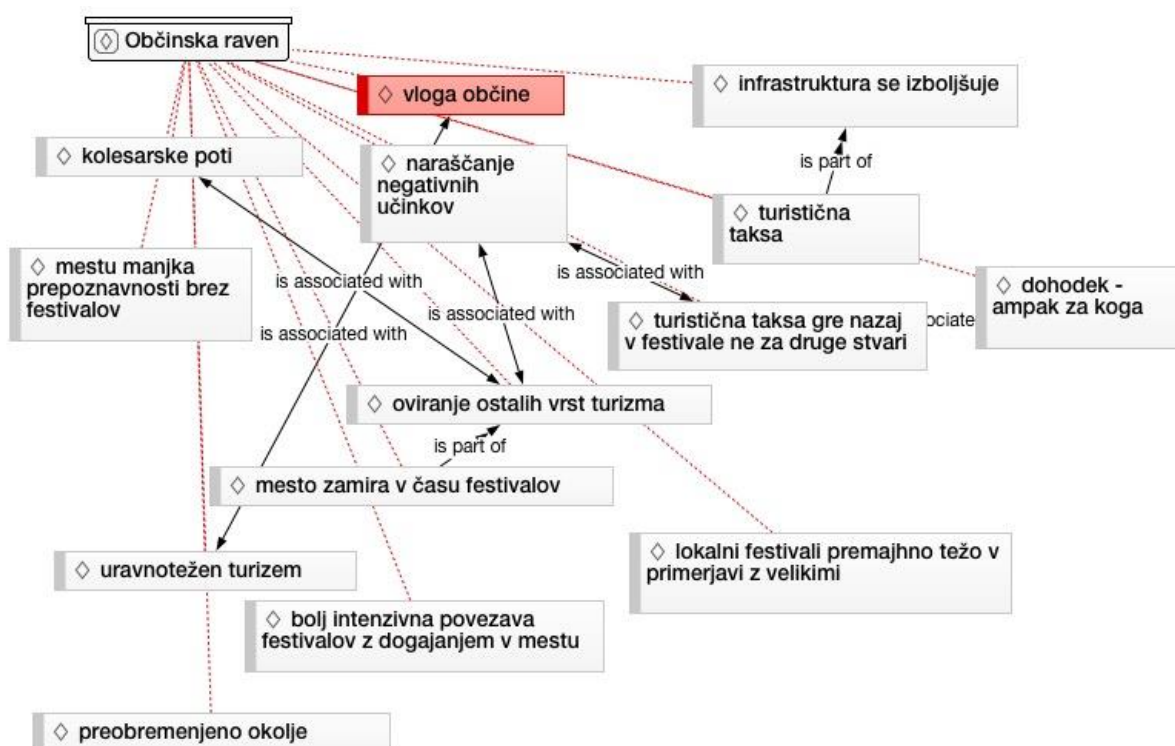 Občinska raven
vloga občine
infrastruktura se izboljšuje
kolesarske poti
naraščanje
negativnih
učinkov
is part of
turistična
taksa
mestu manjka
prepoznavnosti brez
festivalov
is associated with
is associated with
is associated with
is associated with
turistična taksa gre nazaj
v festivale ne za druge stvari
dohodek -
ampak za koga
oviranje ostalih vrst turizma
is part of
mesto zamira v času festivalov
uravnotežen turizem
lokalni festivali premajhno težo v
primerjavi z velikimi
bolj intenzivna povezava
festivalov z dogajanjem v mestu
preobremenjeno okolje